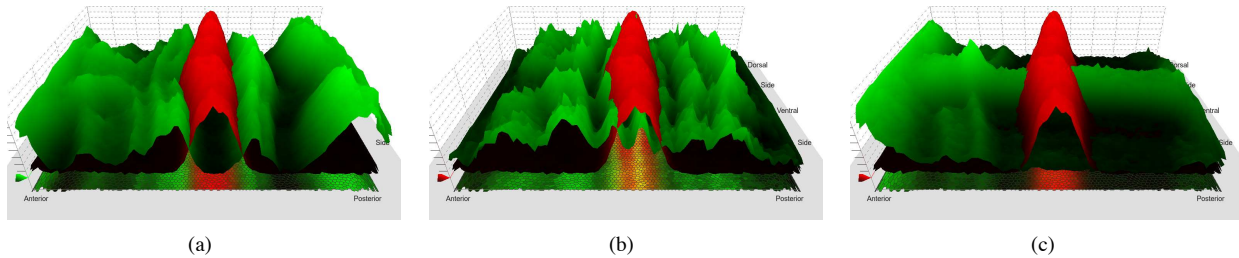 Side
Anterior
Posterior
(a)
Dorsal
Side
Ventral
Side
Anterior
Posterior
(b)
Dorsal
Side
Ventral
Side
Anterior
Posterior
(c)